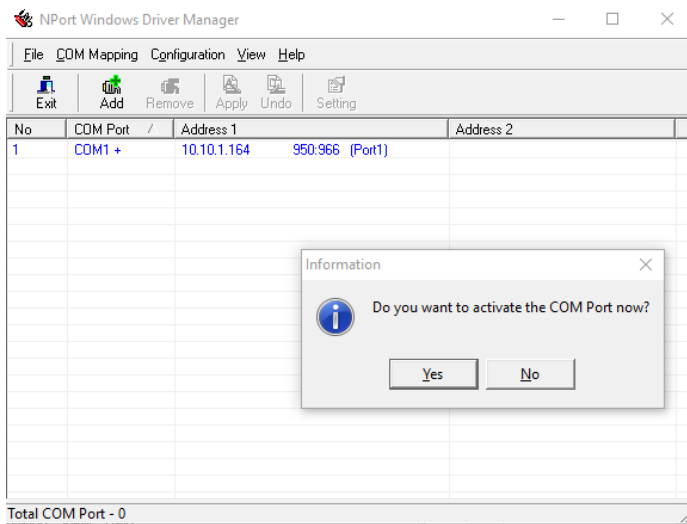 NPort Windows Driver Manager
File COM Mapping Configuration View Help
Exit Add Remove Apply Undo Setting
No COM Port Address 1 Address 2
1 COM1 + 10.10.1.164 950:966 (Port1)
Information
Do you want to activate the COM Port now?
Yes No
Total COM Port - 0